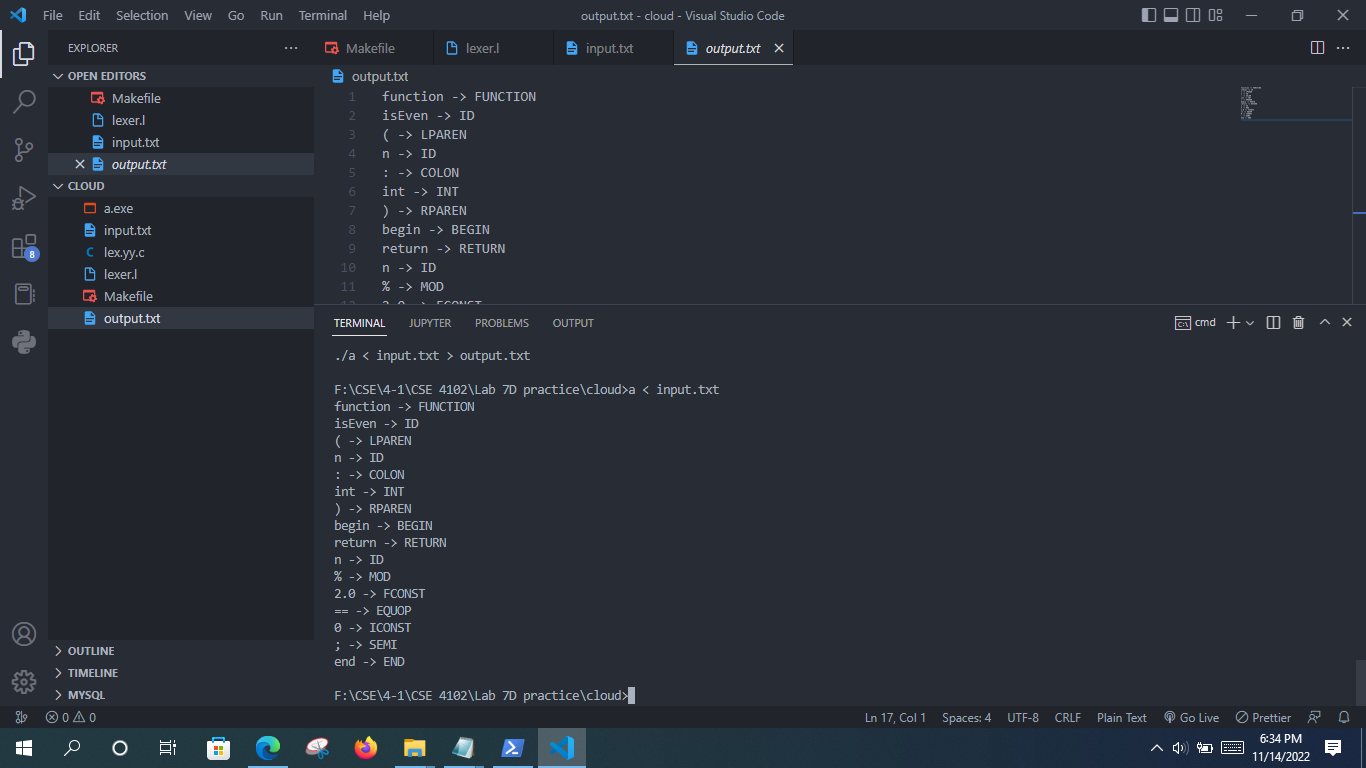 File Edit Selection View Go Run Terminal Help
output.txt - cloud - Visual Studio Code
EXPLORER
OPEN EDITORS
Makefile
lexer.l
input.txt
output.txt
CLOUD
a.exe
input.txt
C lex.yy.c
lexer.l
Makefile
output.txt
OUTLINE
TIMELINE
MYSQL
8
Makefile lexer.l input.txt output.txt
output.txt
1 function -> FUNCTION
2 isEven -> ID
3 ( -> LPAREN
4 n -> ID
5 : -> COLON
6 int -> INT
7 ) -> RPAREN
8 begin -> BEGIN
9 return -> RETURN
10 n -> ID
11 % -> MOD
12 2.0 -> FCONST
TERMINAL JUPYTER PROBLEMS OUTPUT
cmd
./a < input.txt > output.txt
F:\CSE\4-1\CSE 4102\Lab 7D practice\cloud>a < input.txt
function -> FUNCTION
isEven -> ID
( -> LPAREN
n -> ID
: -> COLON
int -> INT
) -> RPAREN
begin -> BEGIN
return -> RETURN
n -> ID
% -> MOD
2.0 -> FCONST
== -> EQUOP
0 -> ICONST
; -> SEMI
end -> END
F:\CSE\4-1\CSE 4102\Lab 7D practice\cloud>
0 0
Ln 17, Col 1 Spaces: 4 UTF-8 CRLF Plain Text Go Live Prettier
6:34 PM
11/14/2022